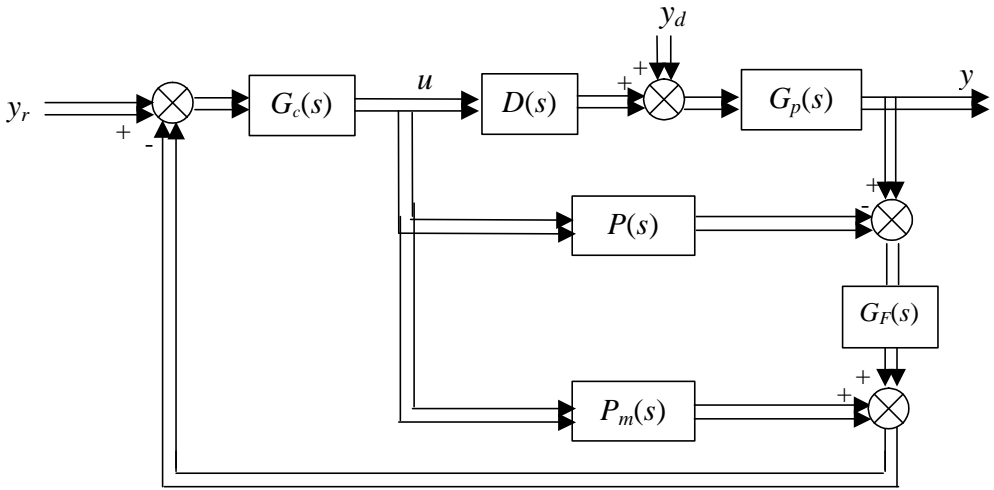 y_d
+
u
y
+
G_c(s)
D(s)
G_p(s)
y_r
+
-
+
-
P(s)
G_F(s)
+
+
P_m(s)